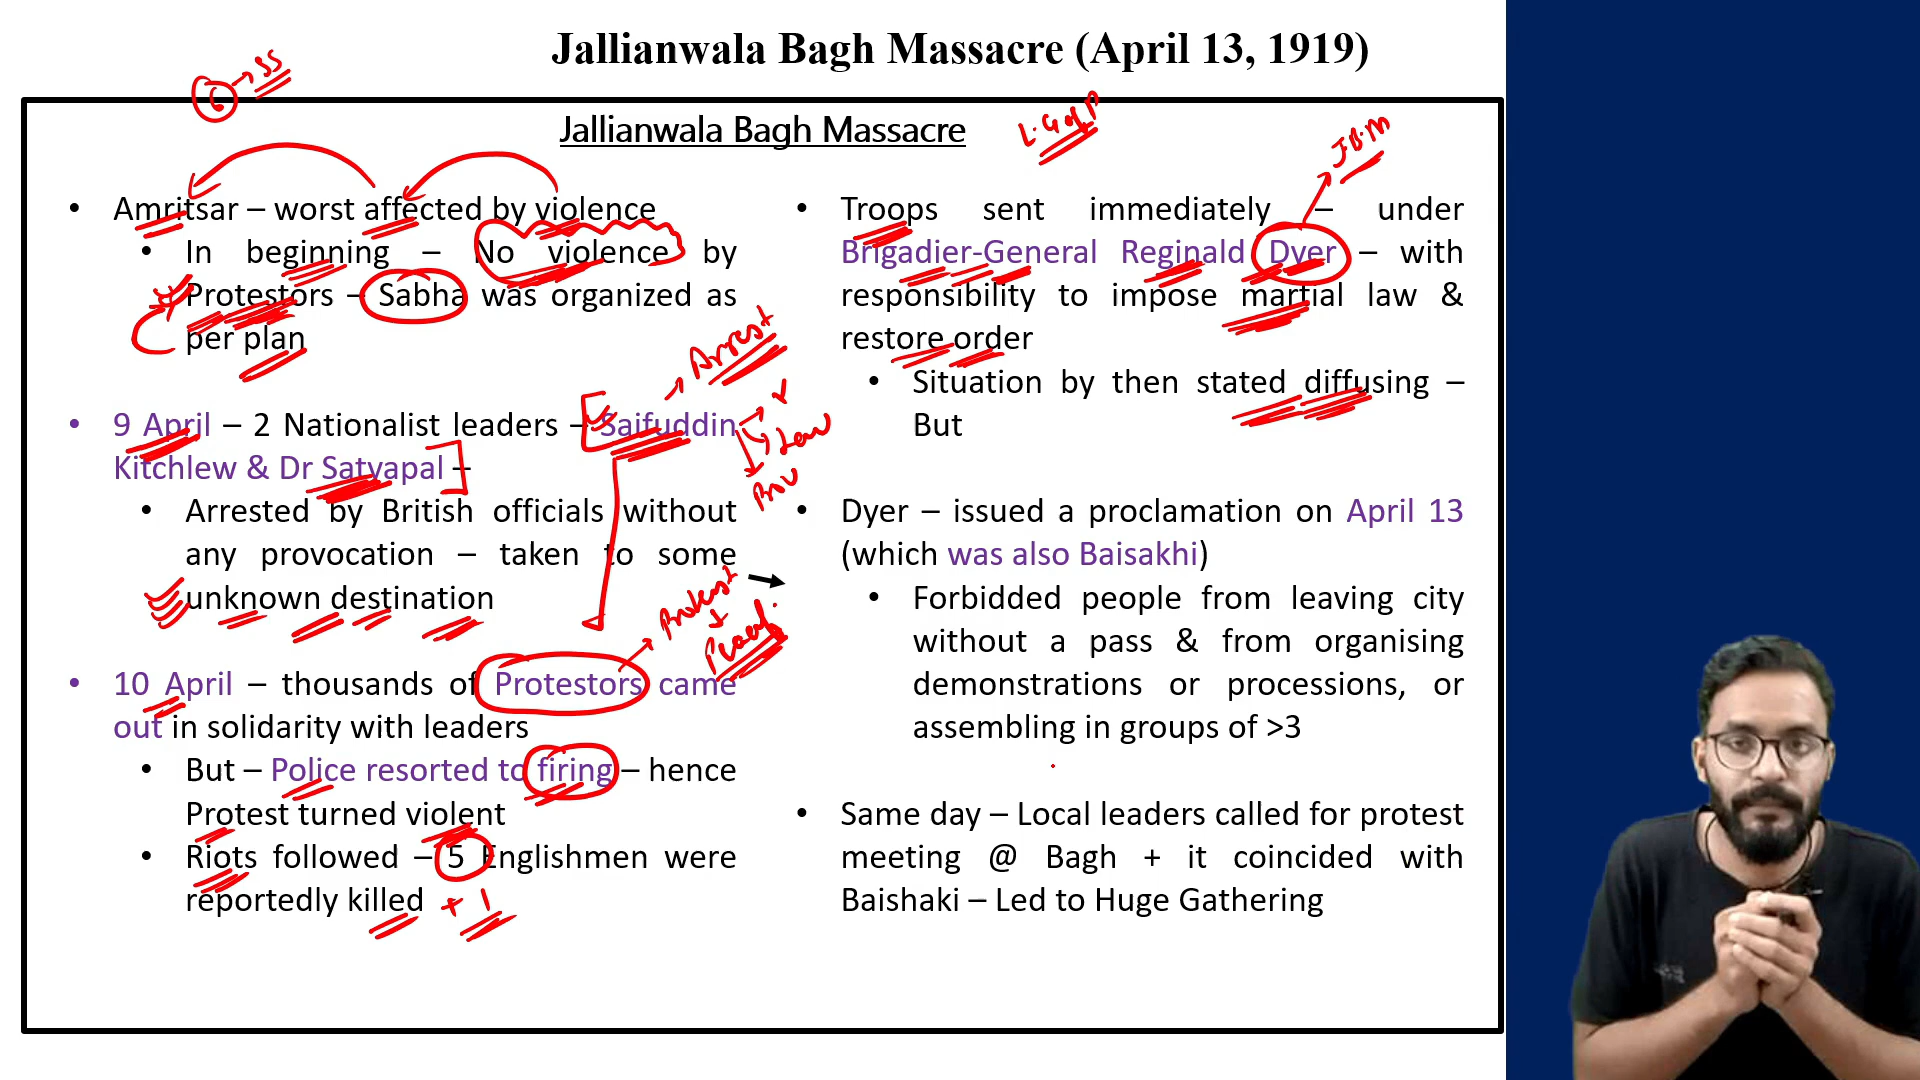 Jallianwala Bagh Massacre (April 13, 1919)
6 → SS
Jallianwala Bagh Massacre
L.G of P
J.B.M
• Amritsar – worst affected by violence
• In beginning – No violence by
Protestors – Sabha was organized as
per plan
Arrest
• 9 April – 2 Nationalist leaders – Saifuddin
Kitchlew & Dr Satyapal –
Law
• Arrested by British officials without
any provocation – taken to some
unknown destination
Protest
+
• 10 April – thousands of Protestors came
out in solidarity with leaders
• But – Police resorted to firing – hence
Protest turned violent
• Riots followed – 5 Englishmen were
reportedly killed + 1
• Troops sent immediately – under
Brigadier-General Reginald Dyer – with
responsibility to impose martial law &
restore order
• Situation by then stated diffusing –
But
• Dyer – issued a proclamation on April 13
(which was also Baisakhi)
• Forbidded people from leaving city
without a pass & from organising
demonstrations or processions, or
assembling in groups of >3
• Same day – Local leaders called for protest
meeting @ Bagh + it coincided with
Baishaki – Led to Huge Gathering